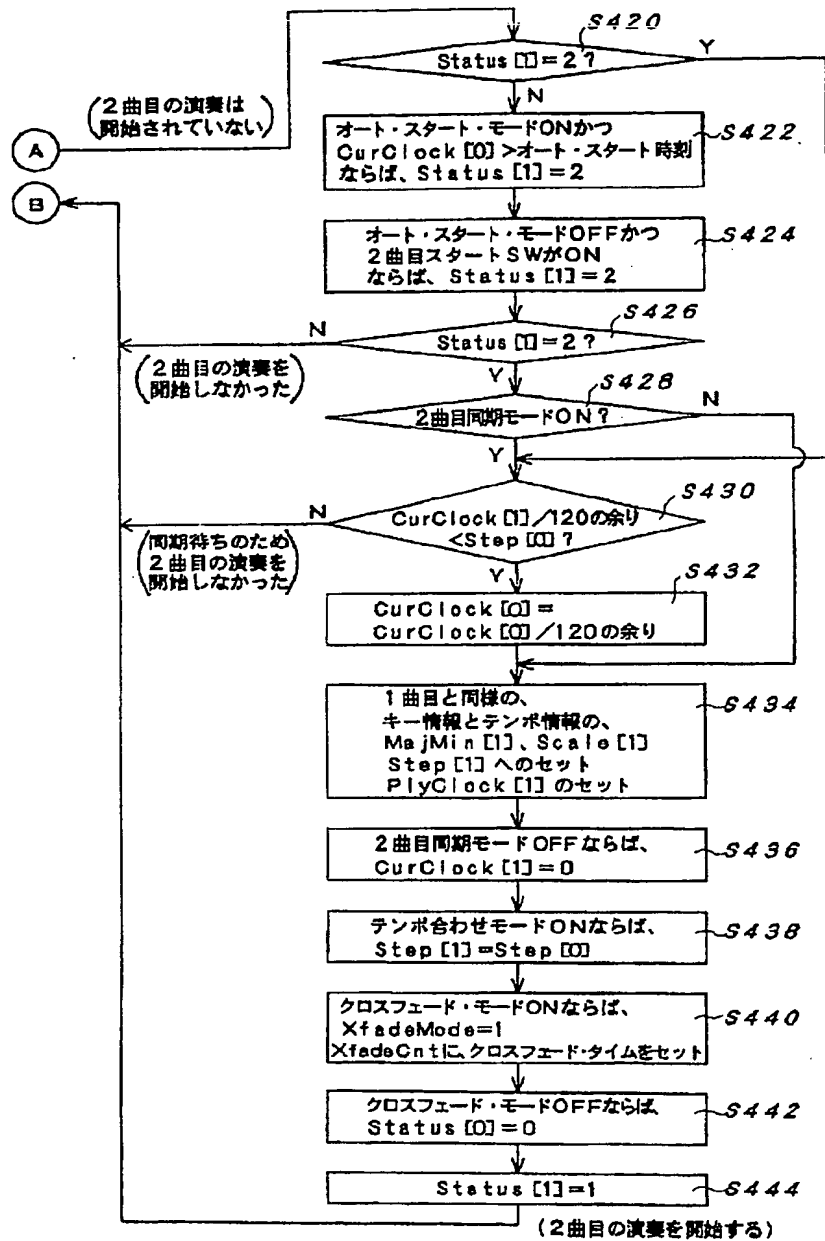 S420
Status[1]=2?
Y
N
(2曲目の演奏は
開始されていない)
A
B
オート・スタート・モードONかつ
CurClock[0]>オート・スタート時刻
ならば、Status[1]=2
S422
オート・スタート・モードOFFかつ
2曲目スタートSWがON
ならば、Status[1]=2
S424
S426
Status[1]=2?
N
Y
(2曲目の演奏を
開始しなかった)
S428
2曲目同期モードON?
N
Y
S430
CurClock[1]/120の余り
<Step[0]?
N
Y
(同期待ちのため
2曲目の演奏を
開始しなかった)
S432
CurClock[0]=
CurClock[0]/120の余り
1曲目と同様の、
キー情報とテンポ情報の、
MajMin[1]、Scale[1]
Step[1]へのセット
PlyClock[1]のセット
S434
2曲目同期モードOFFならば、
CurClock[1]=0
S436
テンポ合わせモードONならば、
Step[1]=Step[0]
S438
クロスフェード・モードONならば、
XfadeMode=1
XfadeCntに、クロスフェード・タイムをセット
S440
クロスフェード・モードOFFならば、
Status[0]=0
S442
Status[1]=1
S444
(2曲目の演奏を開始する)